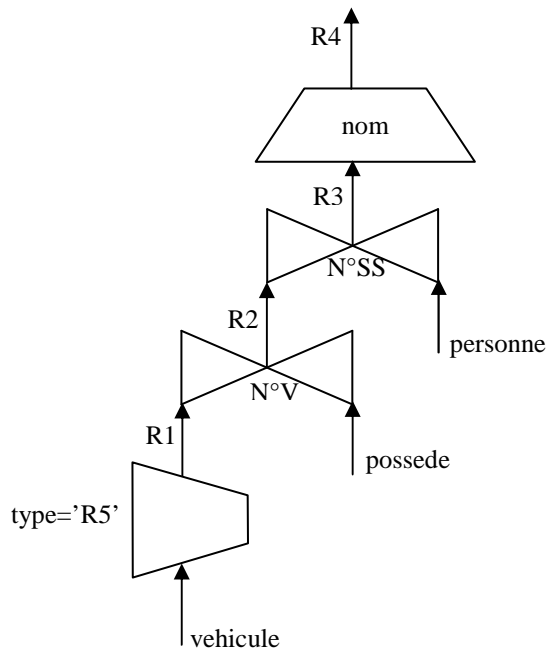 R4
nom
R3
N°SS
R2
personne
N°V
R1
possede
type=’R5’
vehicule